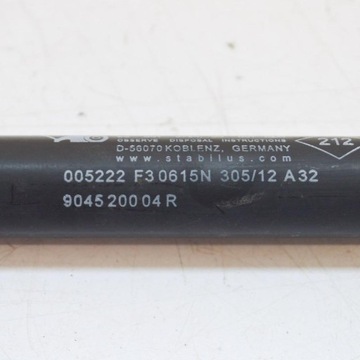 OBSERVE DISPOSAL INSTRUCTIONS
D-56070 KOBLENZ, GERMANY
www.stabilus.com
212
005222 F3 0615N 305/12 A32
9045 200 04 R